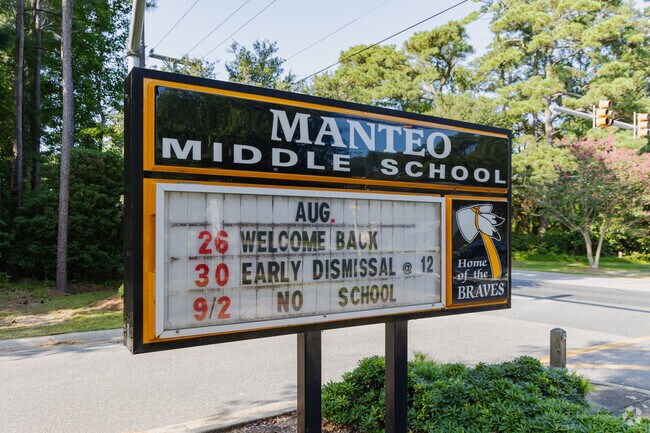 MANTEO
MIDDLE SCHOOL
AUG.
26 WELCOME BACK
30 EARLY DISMISSAL @ 12
9/2 NO SCHOOL
Home
of the
BRAVES